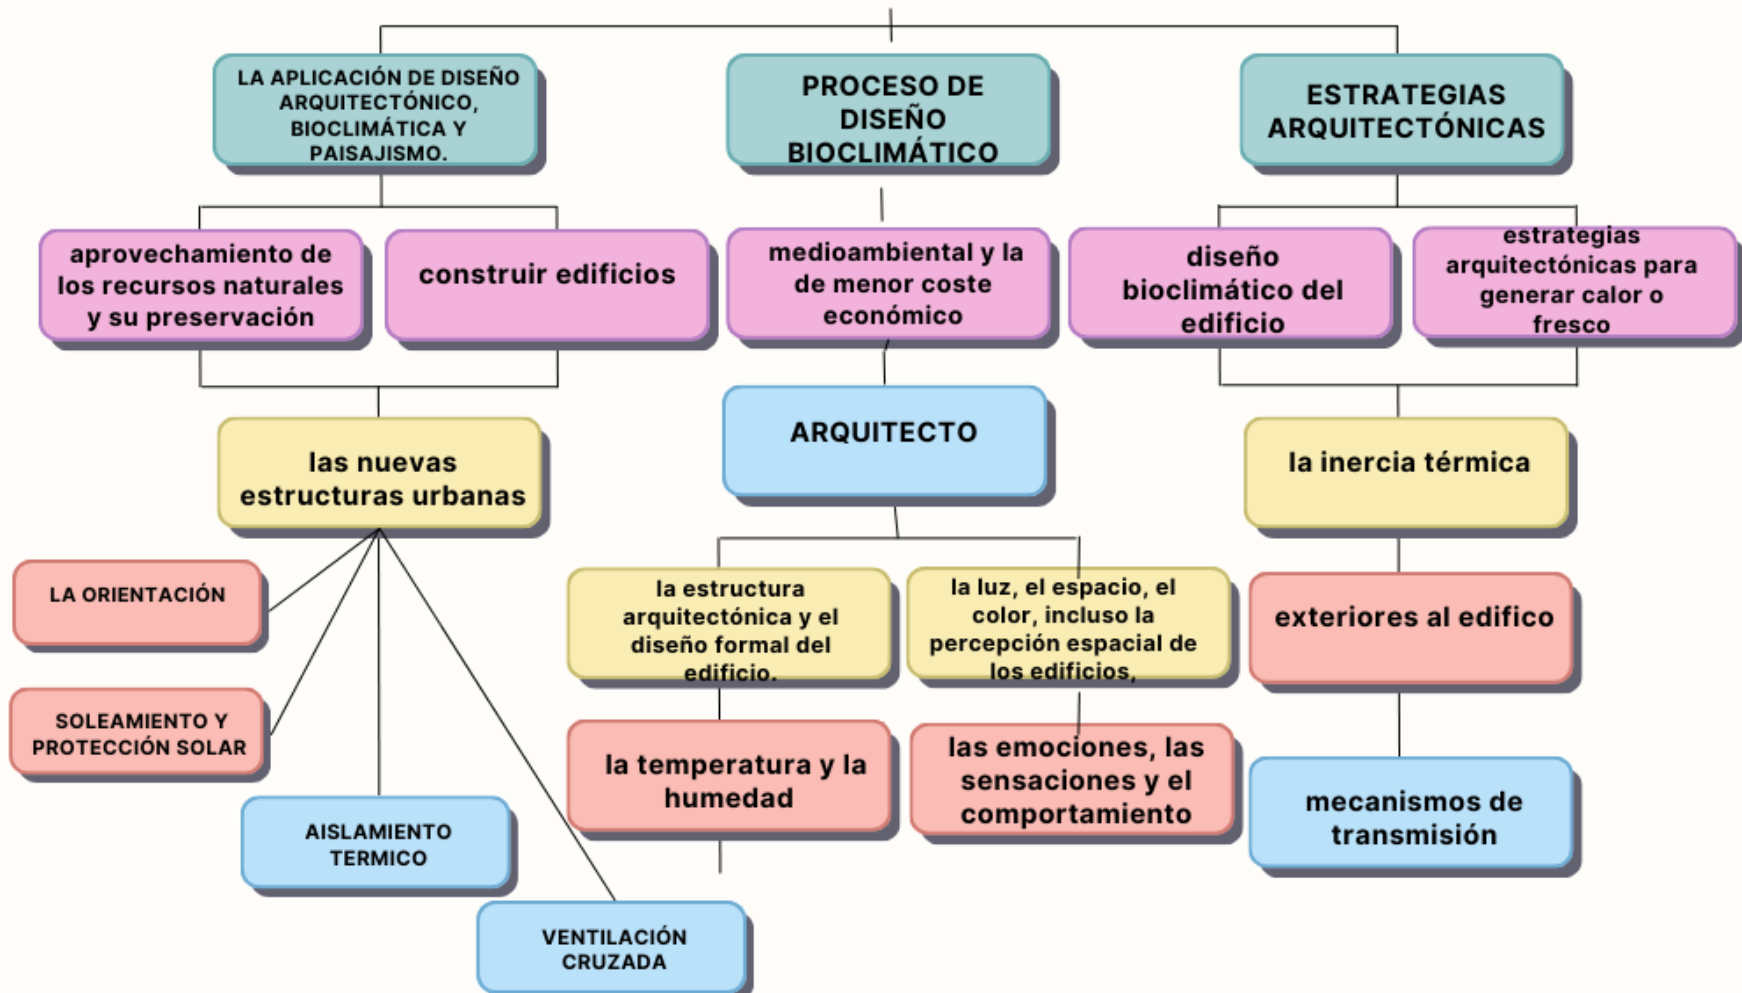 LA APLICACIÓN DE DISEÑO
ARQUITECTÓNICO,
BIOCLIMÁTICA Y
PAISAJISMO.
PROCESO DE
DISEÑO
BIOCLIMÁTICO
ESTRATEGIAS
ARQUITECTÓNICAS
aprovechamiento de
los recursos naturales
y su preservación
construir edificios
medioambiental y la
de menor coste
económico
diseño
bioclimático del
edificio
estrategias
arquitectónicas para
generar calor o
fresco
las nuevas
estructuras urbanas
ARQUITECTO
la inercia térmica
LA ORIENTACIÓN
la estructura
arquitectónica y el
diseño formal del
edificio.
la luz, el espacio, el
color, incluso la
percepción espacial de
los edificios,
exteriores al edifico
SOLEAMIENTO Y
PROTECCIÓN SOLAR
la temperatura y la
humedad
las emociones, las
sensaciones y el
comportamiento
mecanismos de
transmisión
AISLAMIENTO
TERMICO
VENTILACIÓN
CRUZADA